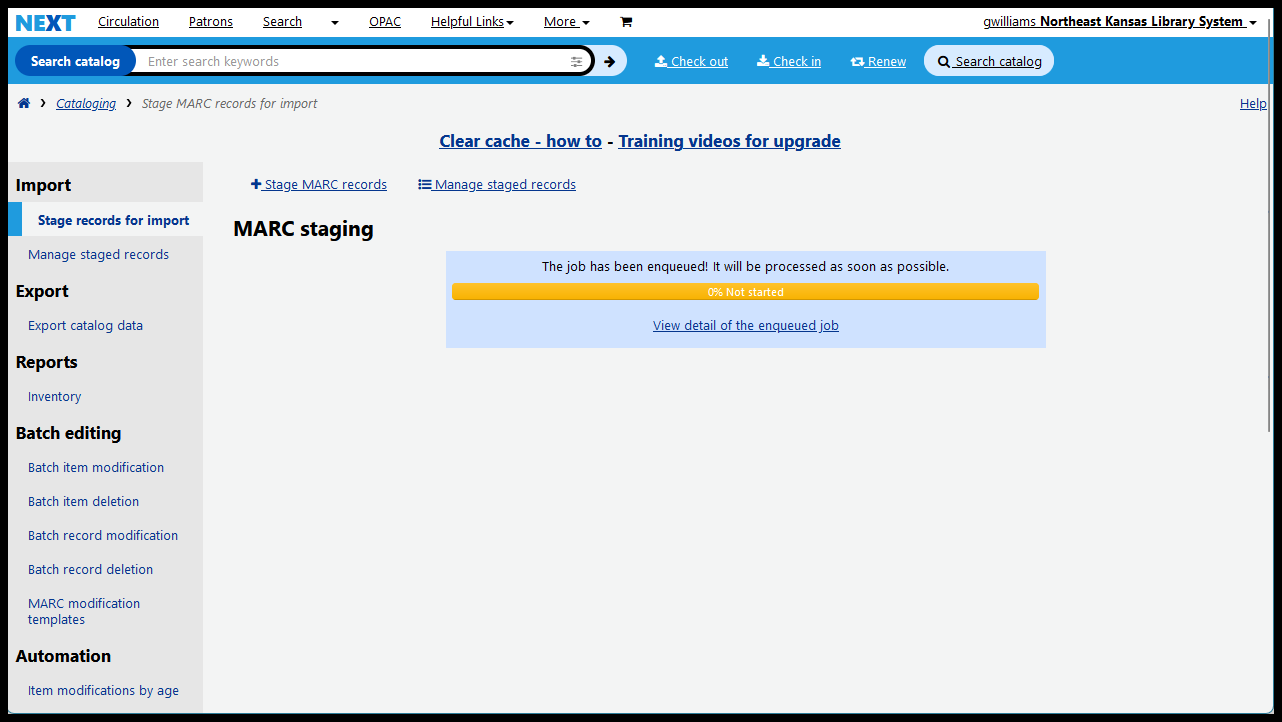 NEXT Circulation Patrons Search OPAC Helpful Links More qwilliams Northeast Kansas Library System
Search catalog Enter search keywords Check out Check in Renew Search catalog
Cataloging Stage MARC records for import Help
Clear cache - how to - Training videos for upgrade
Import
Stage records for import
Manage staged records
Export
Export catalog data
Reports
Inventory
Batch editing
Batch item modification
Batch item deletion
Batch record modification
Batch record deletion
MARC modification
templates
Automation
Item modifications by age
Stage MARC records Manage staged records
MARC staging
The job has been enqueued! It will be processed as soon as possible.
0% Not started
View detail of the enqueued job